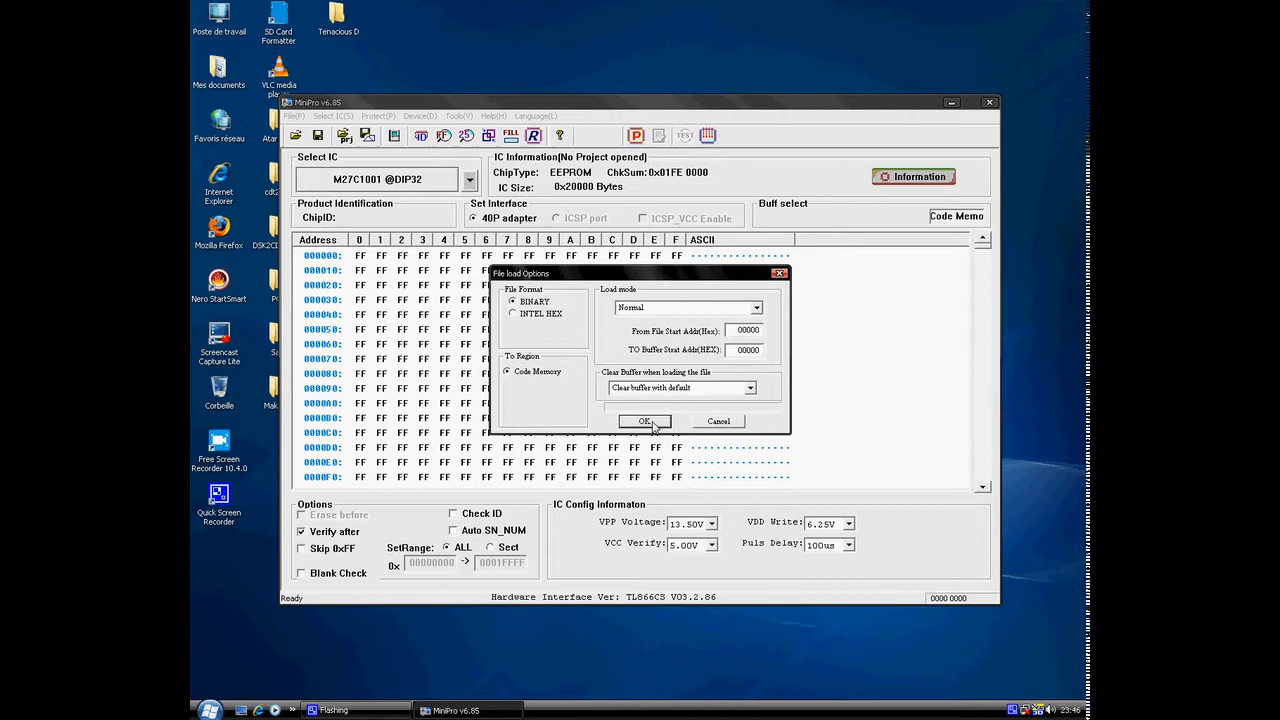 Poste de travail
SD Card Formatter
Tenacious D
Mes documents
VLC media
Favoris réseau
Internet Explorer
Mozilla Firefox
Nero StartSmart
Screencast Capture Lite
Corbeille
Free Screen Recorder 10.4.0
Quick Screen Recorder
MiniPro v6.85
File(F) Select IC(S) Project(P) Device(D) Tools(V) Help(H) Language(L)
Select IC
M27C1001 @DIP32
IC Information(No Project opened)
ChipType: EEPROM ChkSum:0x01FE 0000
IC Size: 0x20000 Bytes
Information
Product Identification
ChipID:
Set Interface
40P adapter ICSP port ICSP_VCC Enable
Buff select
Code Memo
Address 0 1 2 3 4 5 6 7 8 9 A B C D E F ASCII
000000: FF FF FF FF FF FF FF FF FF FF FF FF FF FF FF FF ................
000010: FF FF FF FF FF FF
000020: FF FF FF FF FF FF
000030: FF FF FF FF FF FF
000040: FF FF FF FF FF FF
000050: FF FF FF FF FF FF
000060: FF FF FF FF FF FF
000070: FF FF FF FF FF FF
000080: FF FF FF FF FF FF
000090: FF FF FF FF FF FF
0000A0: FF FF FF FF FF FF
0000B0: FF FF FF FF FF FF
0000C0: FF FF FF FF FF FF
0000D0: FF FF FF FF FF FF FF FF FF FF FF FF FF FF FF FF ................
0000E0: FF FF FF FF FF FF FF FF FF FF FF FF FF FF FF FF ................
0000F0: FF FF FF FF FF FF FF FF FF FF FF FF FF FF FF FF ................
File load Options
File Format
BINARY
INTEL HEX
To Region
Code Memory
Load mode
Normal
From File Start Addr(Hex): 00000
TO Buffer Strat Addr(HEX): 00000
Clear Buffer when loading the file
Clear buffer with default
OK Cancel
Options
Erase before
Verify after
Skip 0xFF
Blank Check
Check ID
Auto SN_NUM
SetRange: ALL Sect
0x 00000000 -> 0001FFFF
IC Config Informaton
VPP Voltage: 13.50V VDD Write: 6.25V
VCC Verify: 5.00V Puls Delay: 100us
Ready Hardware Interface Ver: TL866CS V03.2.86 0000 0000
Flashing MiniPro v6.85 23:46